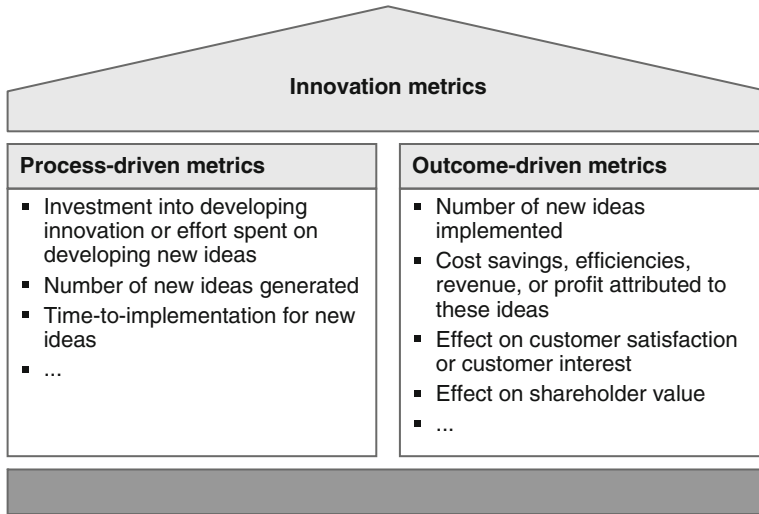 Innovation metrics
Process-driven metrics
▪ Investment into developing
innovation or effort spent on
developing new ideas
▪ Number of new ideas generated
▪ Time-to-implementation for new
ideas
▪ ...
Outcome-driven metrics
▪ Number of new ideas
implemented
▪ Cost savings, efficiencies,
revenue, or profit attributed to
these ideas
▪ Effect on customer satisfaction
or customer interest
▪ Effect on shareholder value
▪ ...